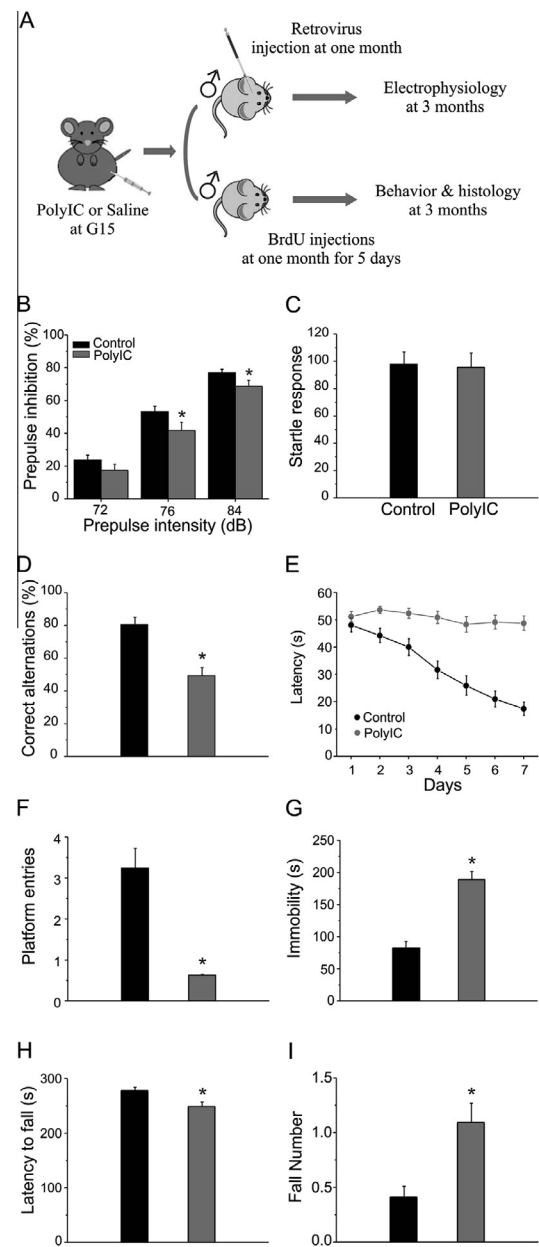 A
Retrovirus
injection at one month
Electrophysiology
at 3 months
PolyIC or Saline
at G15
Behavior & histology
at 3 months
BrdU injections
at one month for 5 days
B
Prepulse inhibition (%)
100
80
60
40
20
0
Control
PolyIC
*
*
72
76
84
Prepulse intensity (dB)
C
Startle response
120
100
80
60
40
20
0
Control
PolyIC
D
Correct alternations (%)
80
60
40
20
0
*
E
Latency (s)
60
50
40
30
20
10
0
Control
PolyIC
1
2
3
4
5
6
7
Days
F
Platform entries
4
3
2
1
0
*
G
Immobility (s)
250
200
150
100
50
0
*
H
Latency to fall (s)
300
200
100
0
*
I
Fall Number
1.5
1.0
0.5
0.0
*